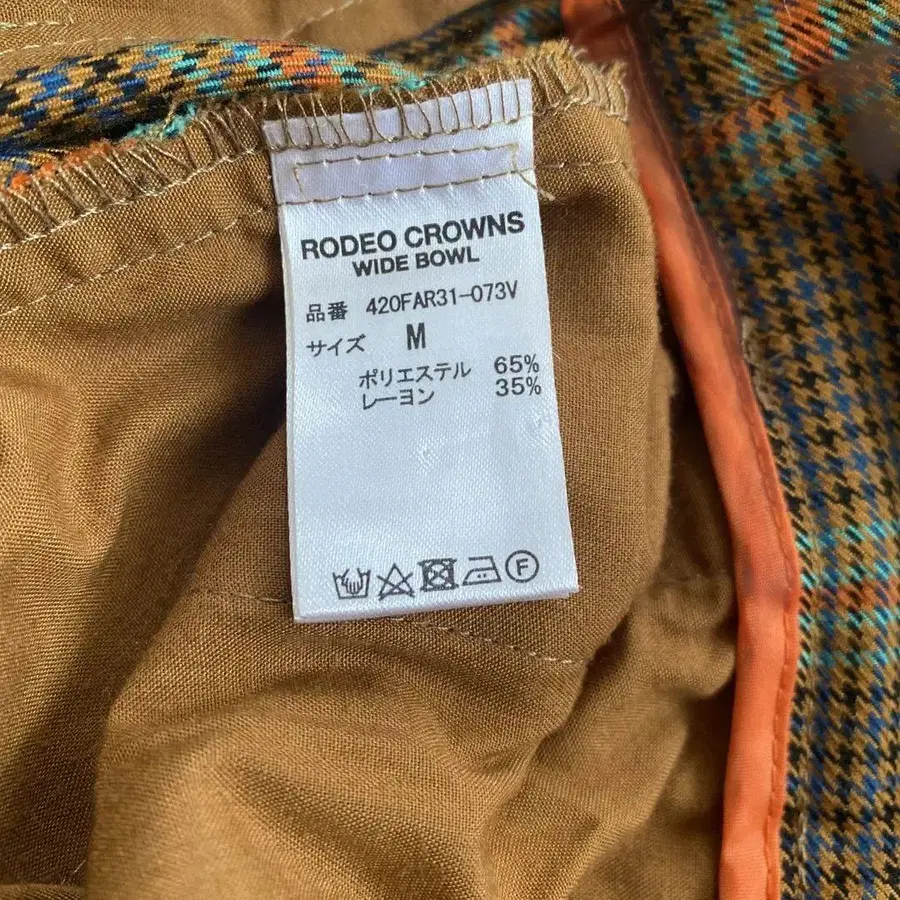 RODEO CROWNS
WIDE BOWL
品番 420FAR31-073V
サイズ M
ポリエステル 65%
レーヨン 35%
F